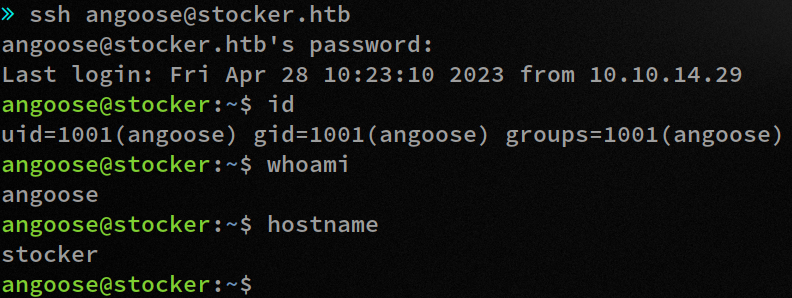 » ssh angoose@stocker.htb
angoose@stocker.htb's password:
Last login: Fri Apr 28 10:23:10 2023 from 10.10.14.29
angoose@stocker:~$ id
uid=1001(angoose) gid=1001(angoose) groups=1001(angoose)
angoose@stocker:~$ whoami
angoose
angoose@stocker:~$ hostname
stocker
angoose@stocker:~$